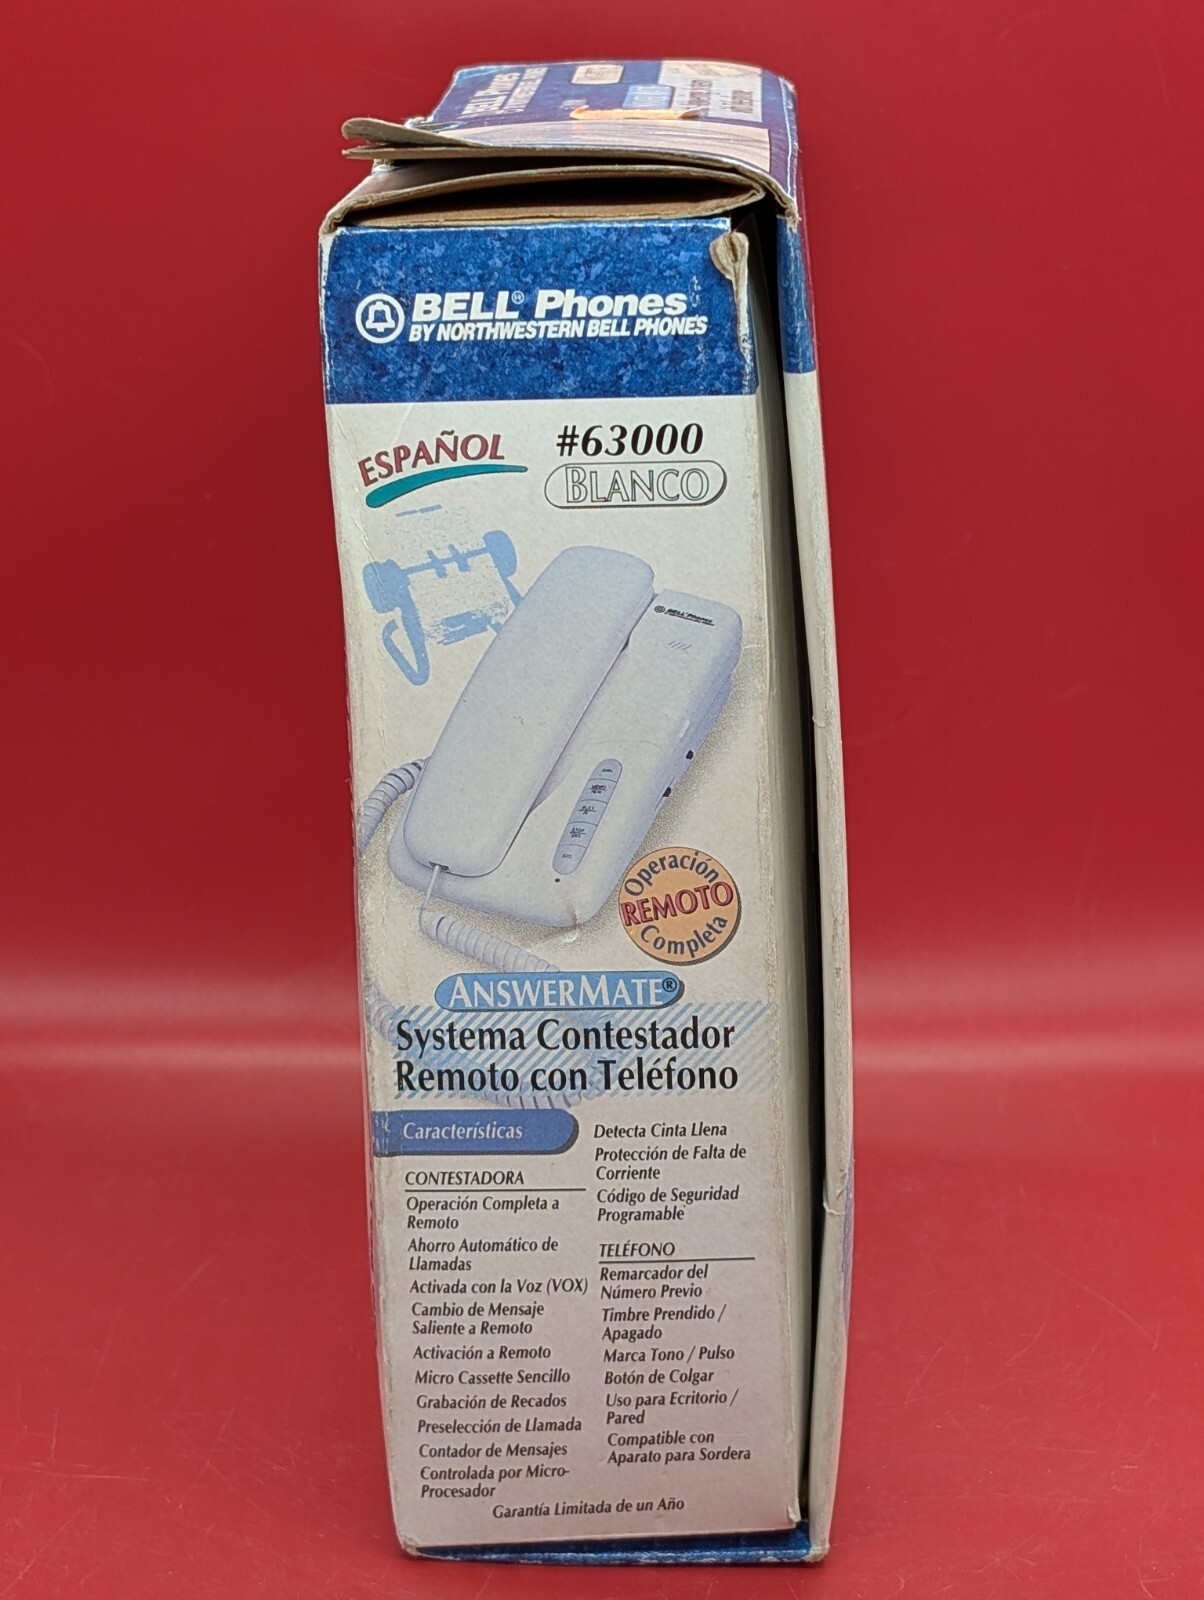 BELL® Phones
BY NORTHWESTERN BELL PHONES
ESPAÑOL
#63000
BLANCO
BELL Phones
Operación
REMOTO
Completa
ANSWERMATE®
Systema Contestador
Remoto con Teléfono
Características
CONTESTADORA
Operación Completa a
Remoto
Ahorro Automático de
Llamadas
Activada con la Voz (VOX)
Cambio de Mensaje
Saliente a Remoto
Activación a Remoto
Micro Cassette Sencillo
Grabación de Recados
Preselección de Llamada
Contador de Mensajes
Controlada por Micro-
Procesador
Detecta Cinta Llena
Protección de Falta de
Corriente
Código de Seguridad
Programable
TELÉFONO
Remarcador del
Número Previo
Timbre Prendido /
Apagado
Marca Tono / Pulso
Botón de Colgar
Uso para Ecritorio /
Pared
Compatible con
Aparato para Sordera
Garantía Limitada de un Año